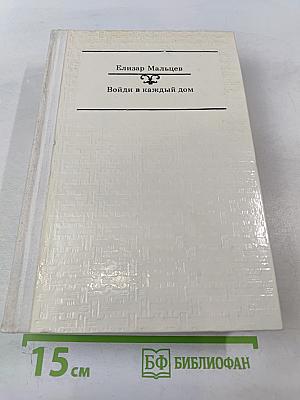 Елизар Мальцев
Войди в каждый дом
15 см
БФ БИБЛИОФАН